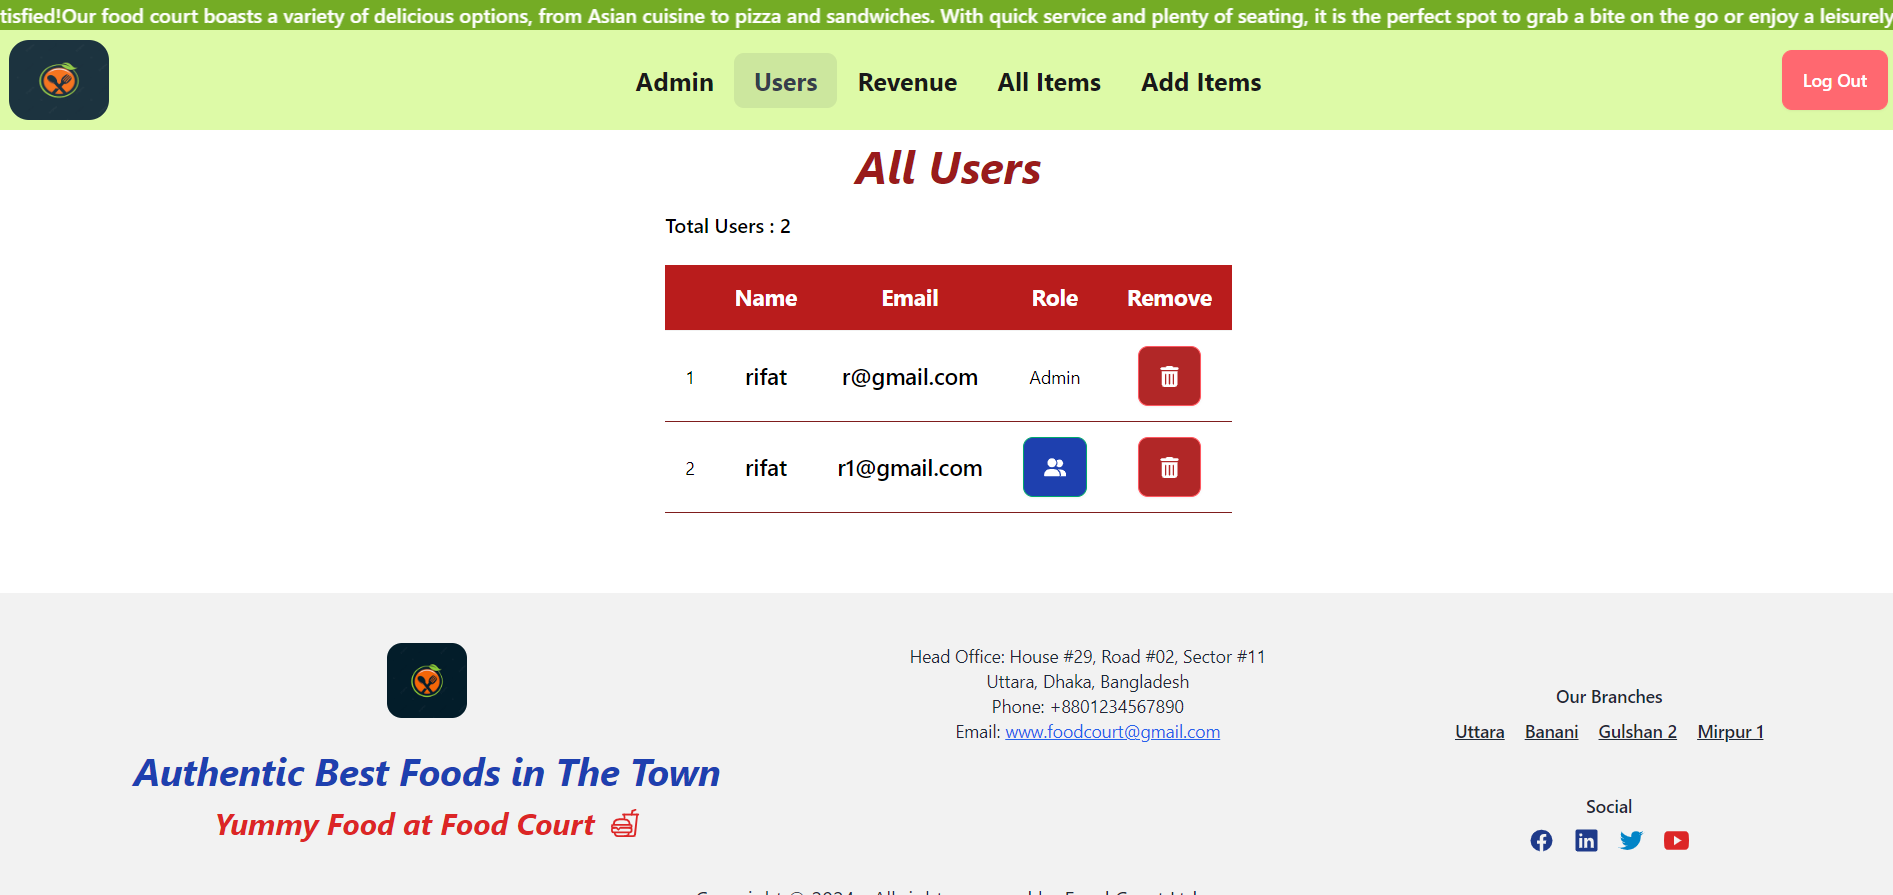 tisfied!Our food court boasts a variety of delicious options, from Asian cuisine to pizza and sandwiches. With quick service and plenty of seating, it is the perfect spot to grab a bite on the go or enjoy a leisurely
Admin Users Revenue All Items Add Items Log Out
All Users
Total Users : 2
Name Email Role Remove
1 rifat r@gmail.com Admin
2 rifat r1@gmail.com
Head Office: House #29, Road #02, Sector #11
Uttara, Dhaka, Bangladesh
Phone: +8801234567890
Email: www.foodcourt@gmail.com
Authentic Best Foods in The Town
Yummy Food at Food Court
Our Branches
Uttara Banani Gulshan 2 Mirpur 1
Social